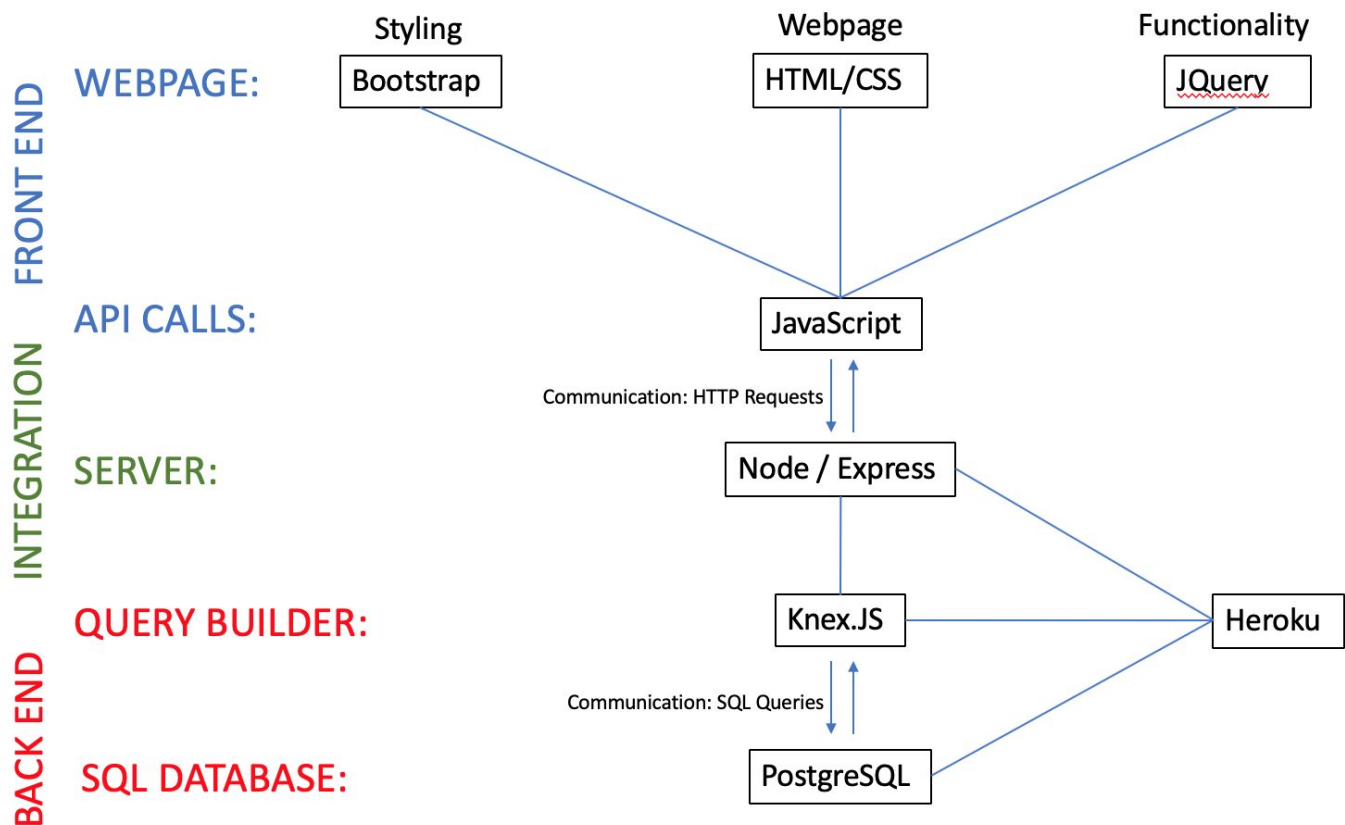 Styling
Webpage
Functionality
FRONT END
WEBPAGE:
Bootstrap
HTML/CSS
JQuery
API CALLS:
JavaScript
INTEGRATION
Communication: HTTP Requests
SERVER:
Node / Express
QUERY BUILDER:
Knex.JS
Heroku
BACK END
Communication: SQL Queries
SQL DATABASE:
PostgreSQL